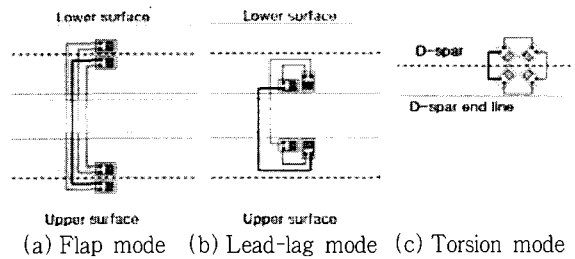 Lower surface
Upper surface
(a) Flap mode
Lower surface
Upper surface
(b) Lead-lag mode
D-spar
D-spar end line
(c) Torsion mode